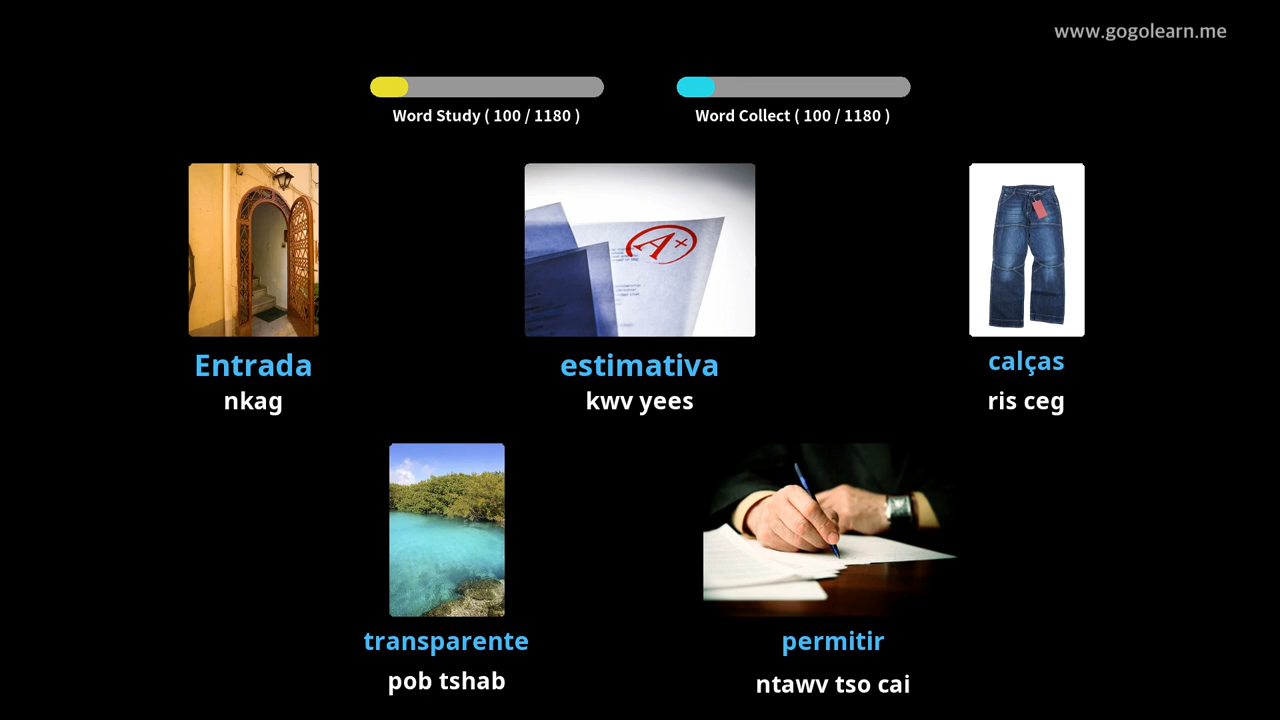 www.gogolearn.me
Word Study ( 100 / 1180 )
Word Collect ( 100 / 1180 )
A+
Entrada
nkag
estimativa
kwv yees
calças
ris ceg
transparente
pob tshab
permitir
ntawv tso cai